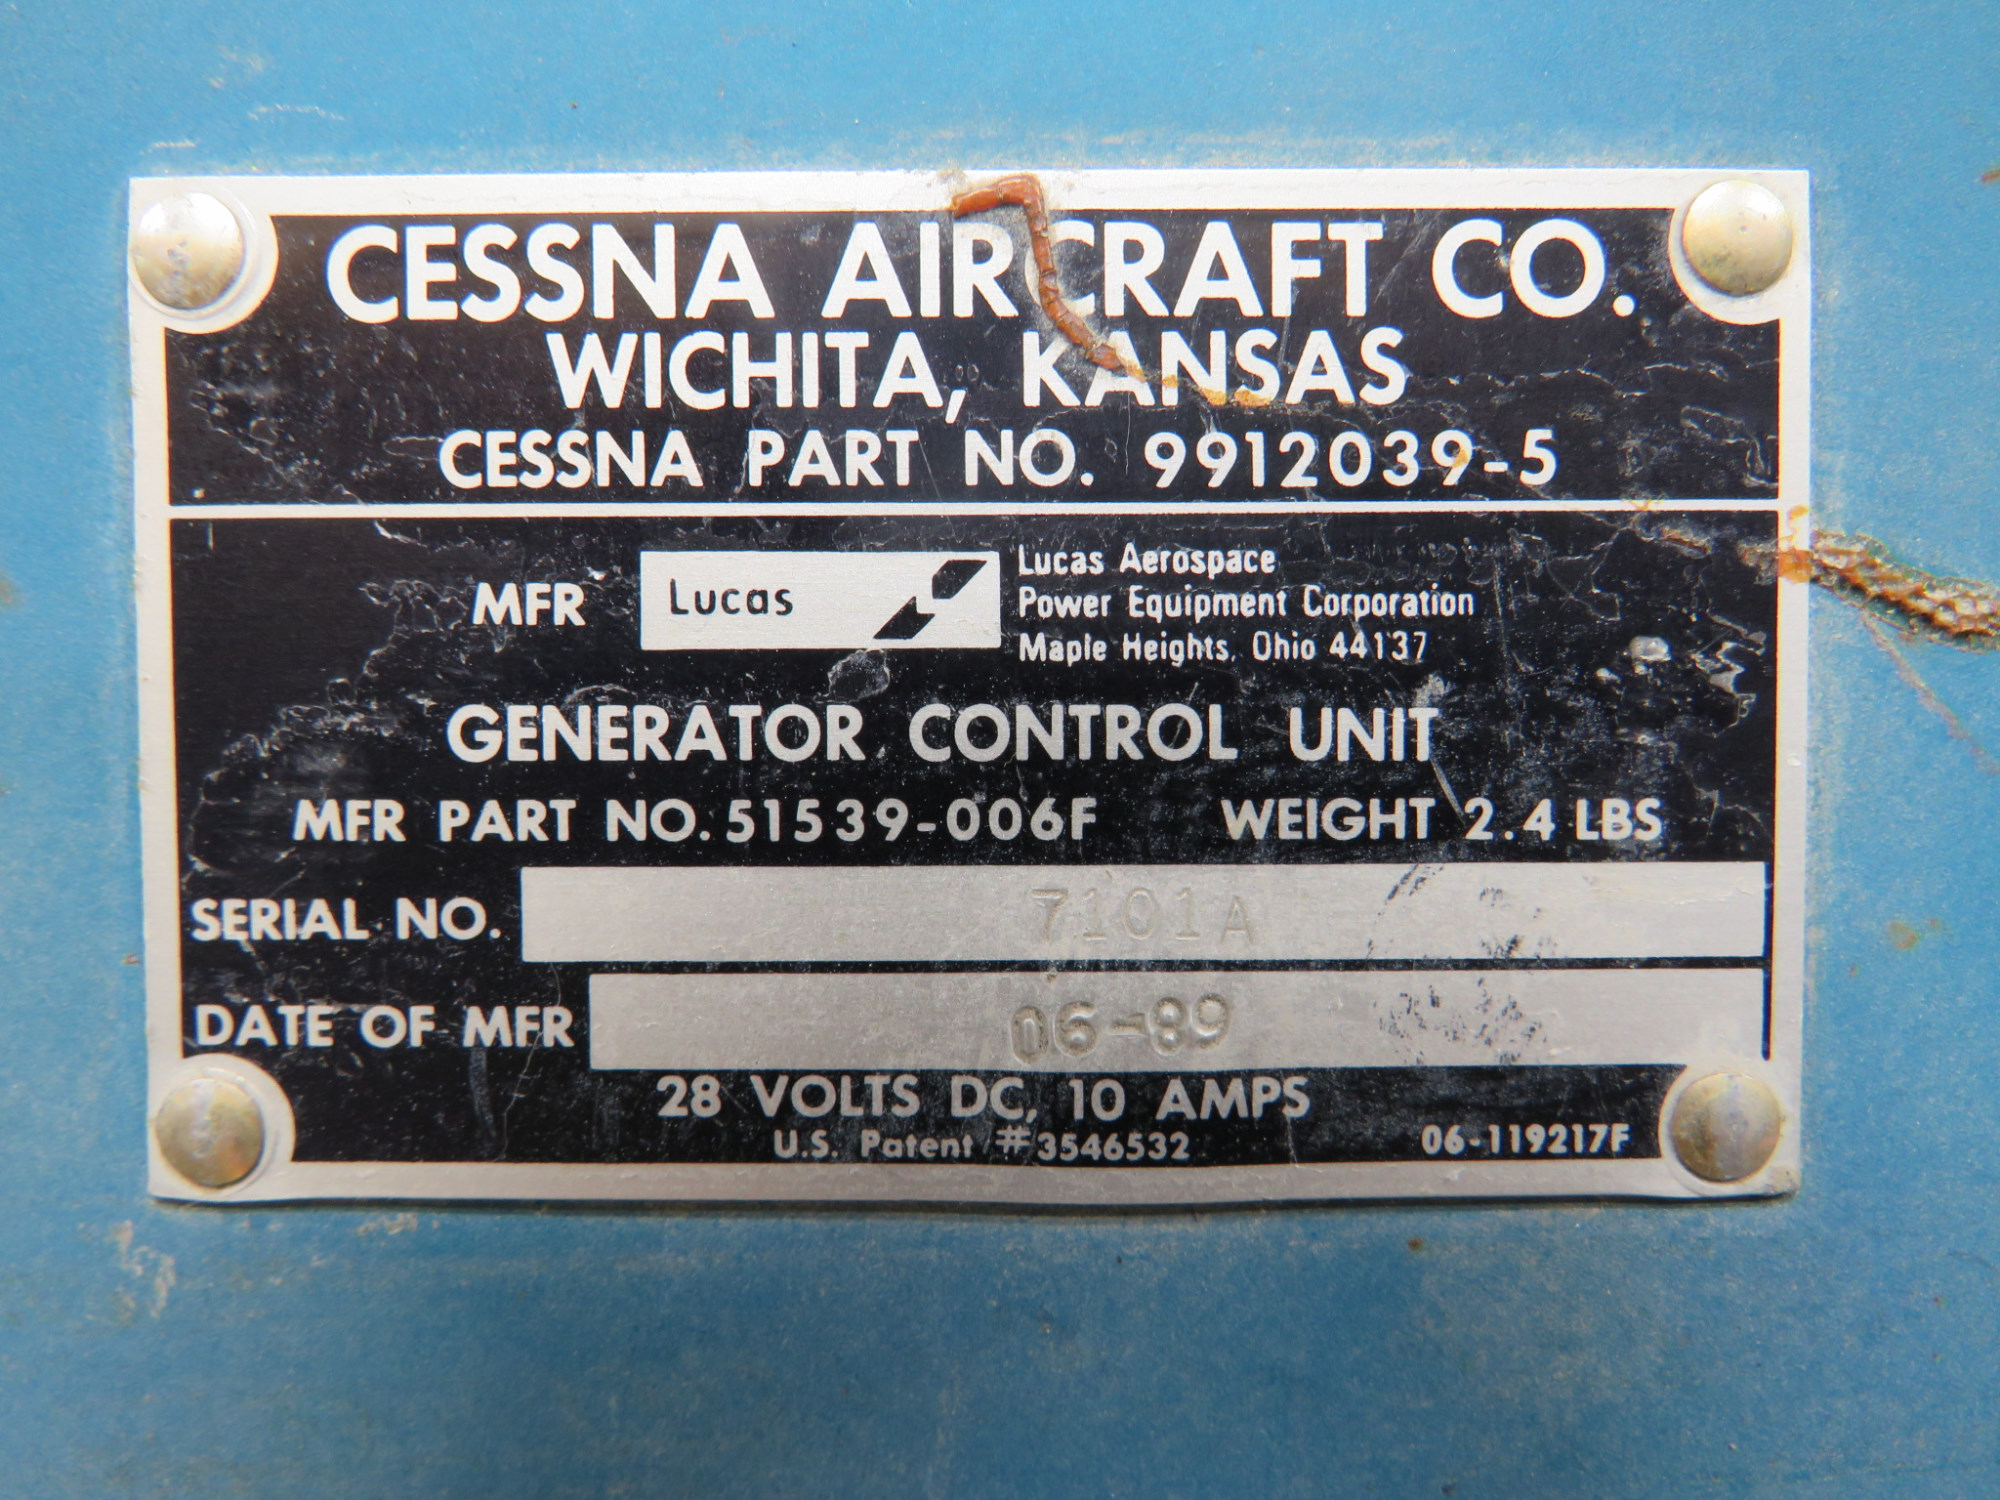 CESSNA AIRCRAFT CO.
WICHITA, KANSAS
CESSNA PART NO. 9912039-5
MFR Lucas
Lucas Aerospace
Power Equipment Corporation
Maple Heights, Ohio 44137
GENERATOR CONTROL UNIT
MFR PART NO. 51539-006F WEIGHT 2.4 LBS
SERIAL NO. 7101A
DATE OF MFR 06-89
28 VOLTS DC, 10 AMPS
U.S. Patent #3546532
06-119217F